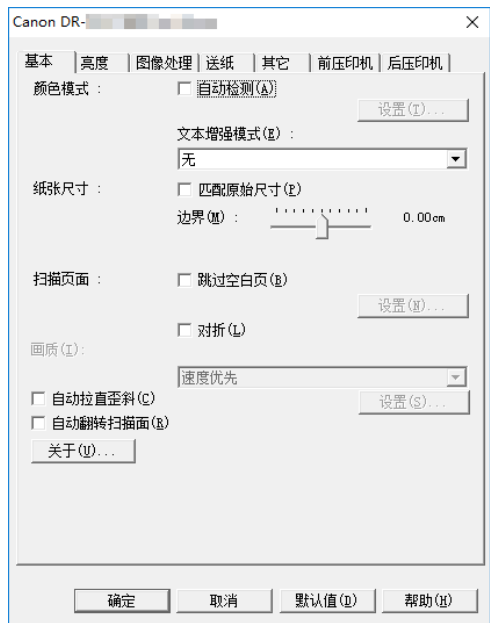 Canon DR-
基本 亮度 图像处理 送纸 其它 前压印机 后压印机
颜色模式 : 自动检测(A)
设置(T)...
文本增强模式(E) :
无
纸张尺寸 : 匹配原始尺寸(P)
边界(M) : 0.00cm
扫描页面 : 跳过空白页(B)
设置(N)...
对折(L)
画质(I):
速度优先
自动拉直歪斜(C) 设置(S)...
自动翻转扫描面(R)
关于(U)...
确定 取消 默认值(D) 帮助(H)